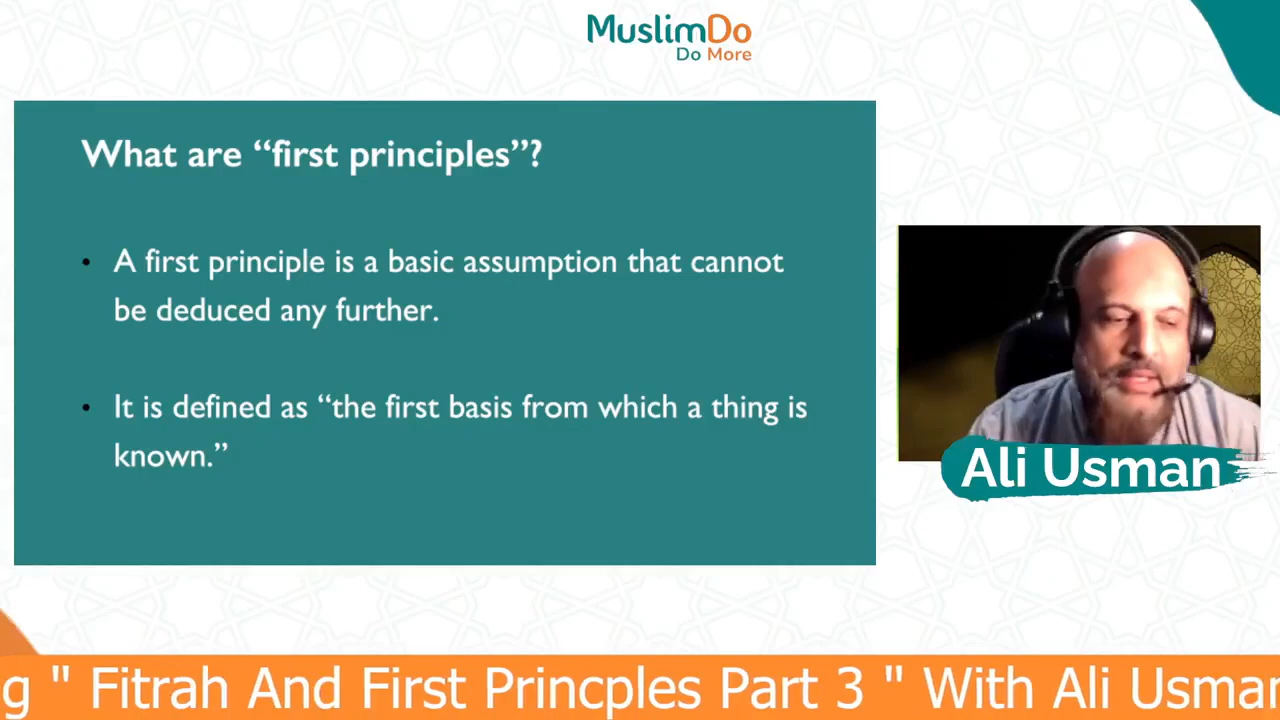 MuslimDo
Do More
What are “first principles”?
• A first principle is a basic assumption that cannot
be deduced any further.
• It is defined as “the first basis from which a thing is
known.”
Ali Usman
g " Fitrah And First Princples Part 3 " With Ali Usman